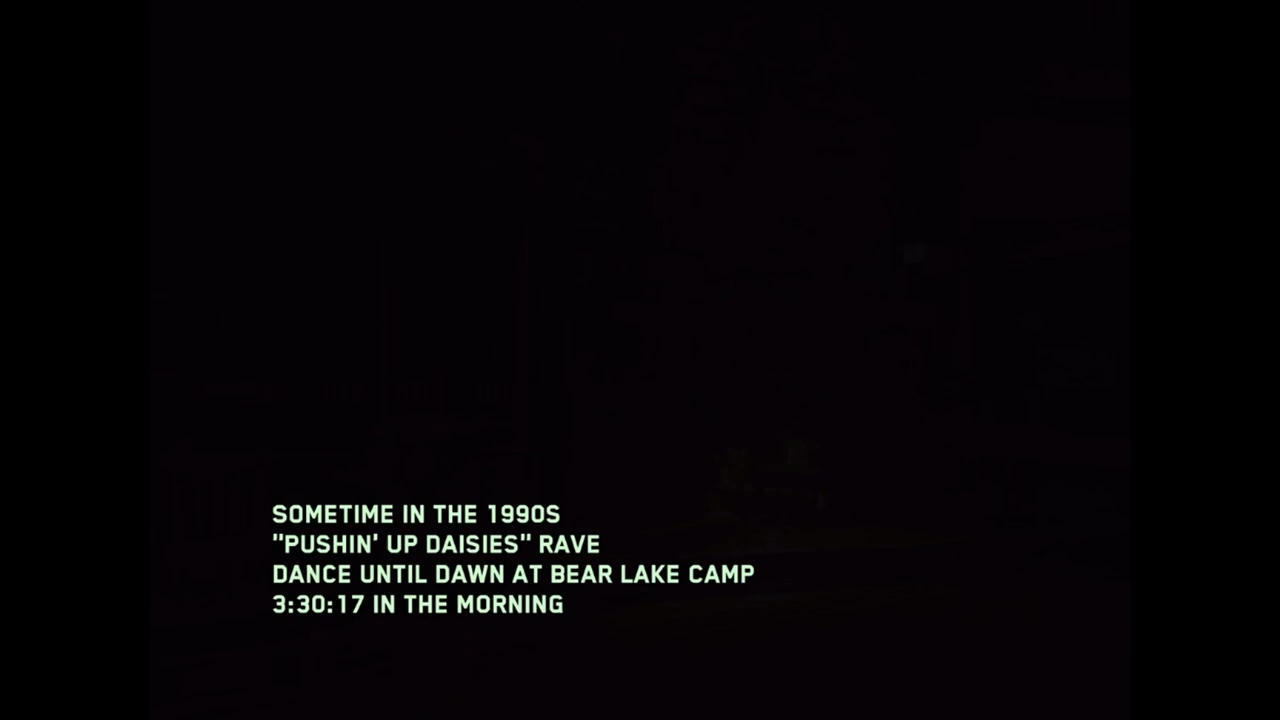 SOMETIME IN THE 1990S
"PUSHIN' UP DAISIES" RAVE
DANCE UNTIL DAWN AT BEAR LAKE CAMP
3:30:17 IN THE MORNING